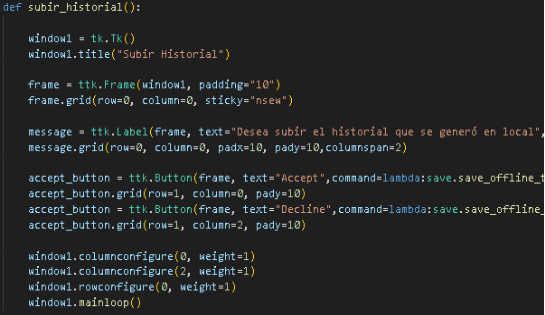 def subir_historial():
window1 = tk.Tk()
window1.title("Subir Historial")
frame = ttk.Frame(window1, padding="10")
frame.grid(row=0, column=0, sticky="nsew")
message = ttk.Label(frame, text="Desea subir el historial que se generó en local",
message.grid(row=0, column=0, padx=10, pady=10,columnspan=2)
accept_button = ttk.Button(frame, text="Accept",command=lambda:save.save_offline_t
accept_button.grid(row=1, column=0, pady=10)
accept_button = ttk.Button(frame, text="Decline",command=lambda:save.save_offline_
accept_button.grid(row=1, column=2, pady=10)
window1.columnconfigure(0, weight=1)
window1.columnconfigure(2, weight=1)
window1.rowconfigure(0, weight=1)
window1.mainloop()